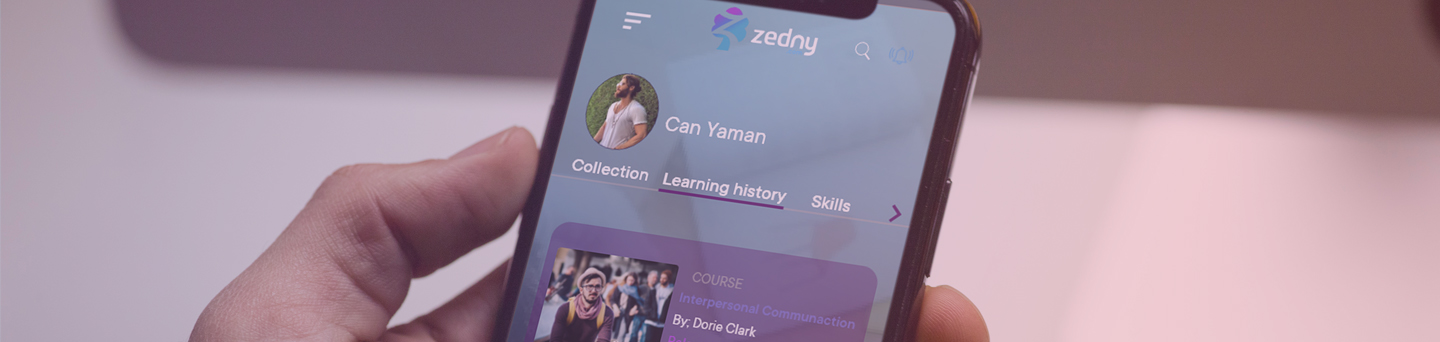 zedny
Can Yaman
Collection Learning history Skills
COURSE
Interpersonal Communaction
By; Dorie Clark